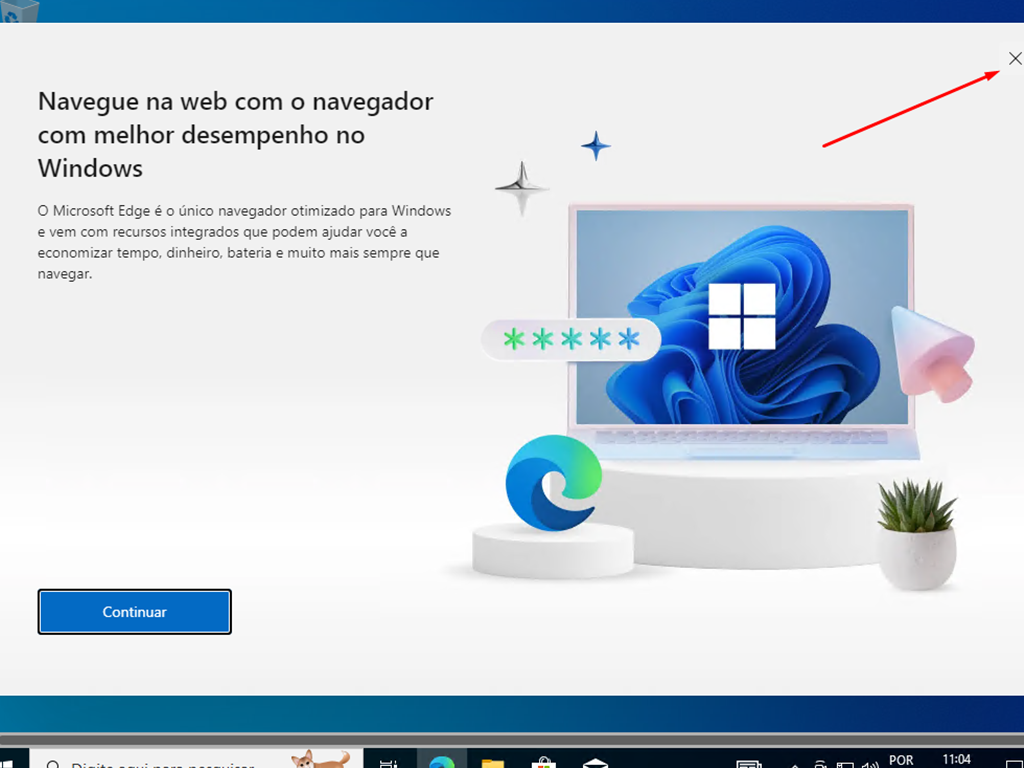 Navegue na web com o navegador
com melhor desempenho no
Windows
O Microsoft Edge é o único navegador otimizado para Windows
e vem com recursos integrados que podem ajudar você a
economizar tempo, dinheiro, bateria e muito mais sempre que
navegar.
*****
Continuar
Digite aqui para pesquisar
POR
11:04